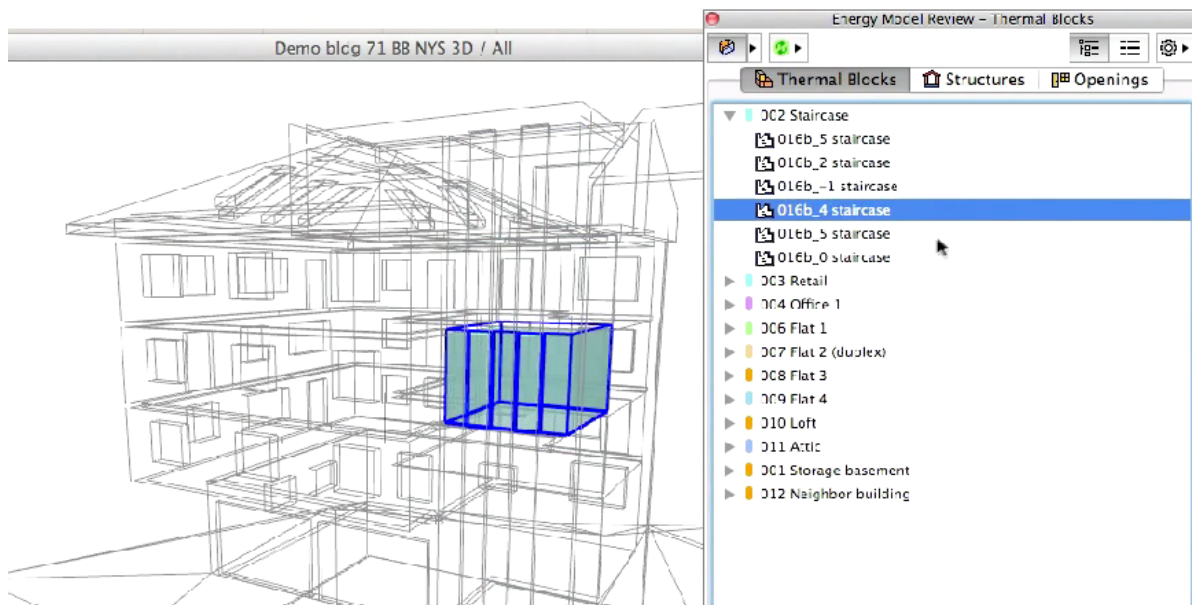 Energy Model Review – Thermal Blocks
Demo blcg 71 BB NYS 3D / All
Thermal Blocks
Structures
Openings
002 Staircase
016b_5 staircase
016b_2 staircase
016b_-1 staircase
016b_4 staircase
016b_5 staircase
016b_0 staircase
003 Retail
004 Office 1
006 Flat 1
007 Flat 2 (duplex)
008 Flat 3
009 Flat 4
010 Loft
011 Attic
001 Storage basement
012 Neighbor building